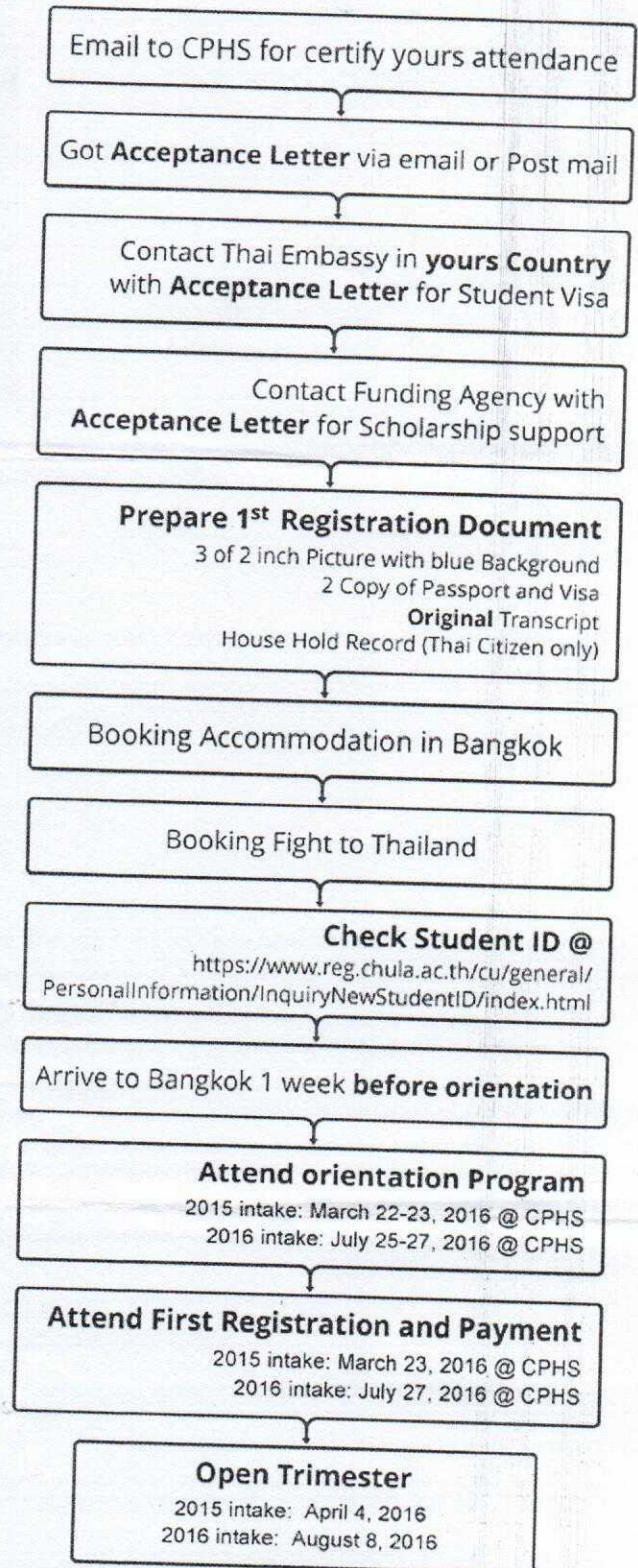 Email to CPHS for certify yours attendance
Got Acceptance Letter via email or Post mail
Contact Thai Embassy in yours Country
with Acceptance Letter for Student Visa
Contact Funding Agency with
Acceptance Letter for Scholarship support
Prepare 1st Registration Document
3 of 2 inch Picture with blue Background
2 Copy of Passport and Visa
Original Transcript
House Hold Record (Thai Citizen only)
Booking Accommodation in Bangkok
Booking Fight to Thailand
Check Student ID @
https://www.reg.chula.ac.th/cu/general/
PersonalInformation/InquiryNewStudentID/index.html
Arrive to Bangkok 1 week before orientation
Attend orientation Program
2015 intake: March 22-23, 2016 @ CPHS
2016 intake: July 25-27, 2016 @ CPHS
Attend First Registration and Payment
2015 intake: March 23, 2016 @ CPHS
2016 intake: July 27, 2016 @ CPHS
Open Trimester
2015 intake: April 4, 2016
2016 intake: August 8, 2016